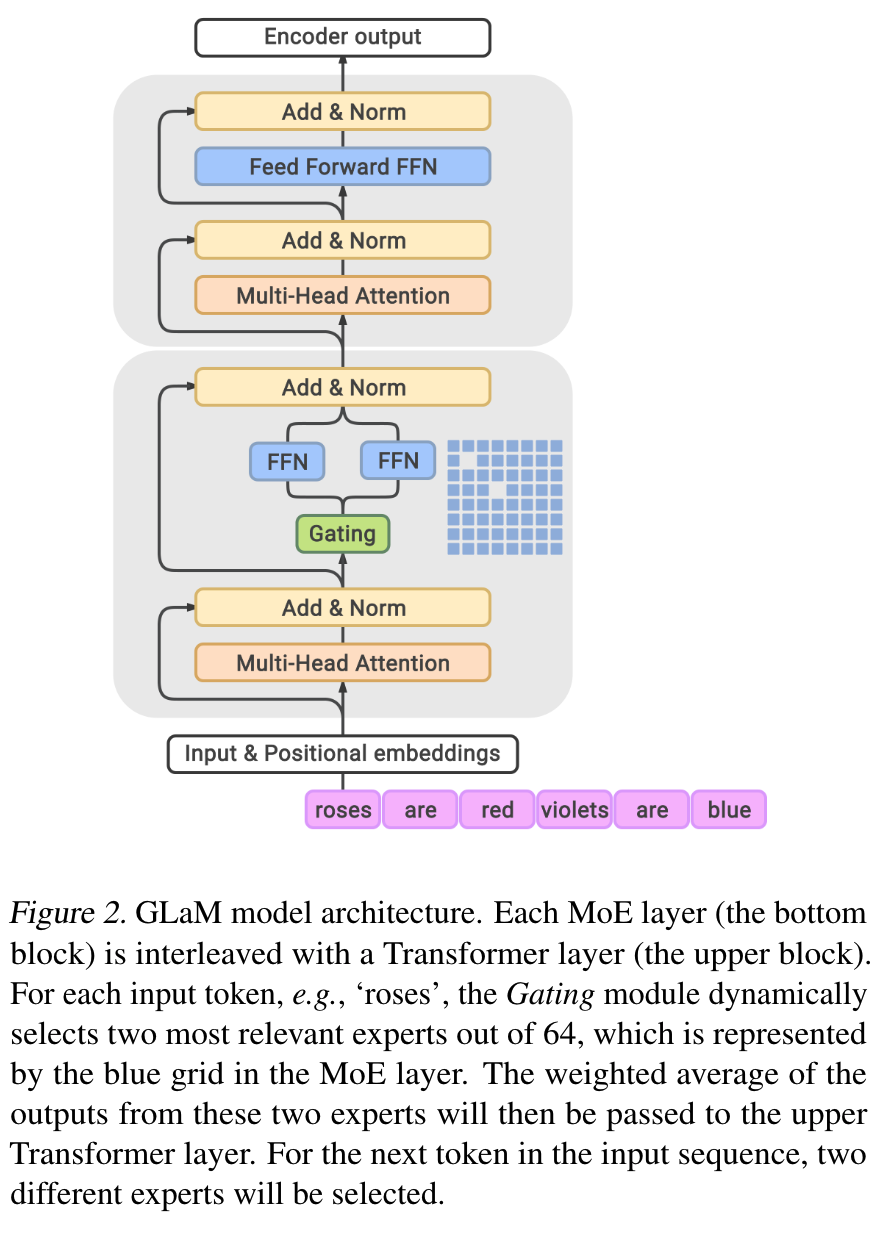 Encoder output
Add & Norm
Feed Forward FFN
Add & Norm
Multi-Head Attention
Add & Norm
FFN FFN
Gating
Add & Norm
Multi-Head Attention
Input & Positional embeddings
roses are red violets are blue
Figure 2. GLaM model architecture. Each MoE layer (the bottom
block) is interleaved with a Transformer layer (the upper block).
For each input token, e.g., ‘roses’, the Gating module dynamically
selects two most relevant experts out of 64, which is represented
by the blue grid in the MoE layer. The weighted average of the
outputs from these two experts will then be passed to the upper
Transformer layer. For the next token in the input sequence, two
different experts will be selected.